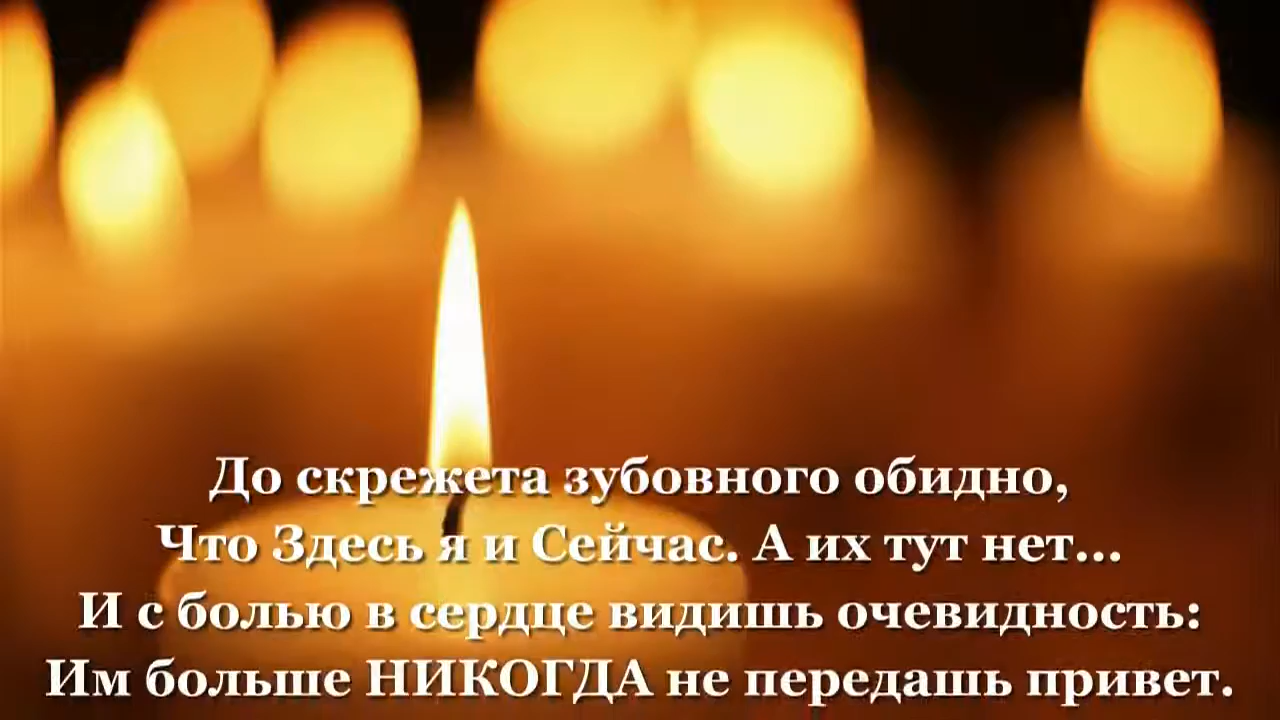 До скрежета зубовного обидно,
Что Здесь я и Сейчас. А их тут нет...
И с болью в сердце видишь очевидность:
Им больше НИКОГДА не передашь привет.